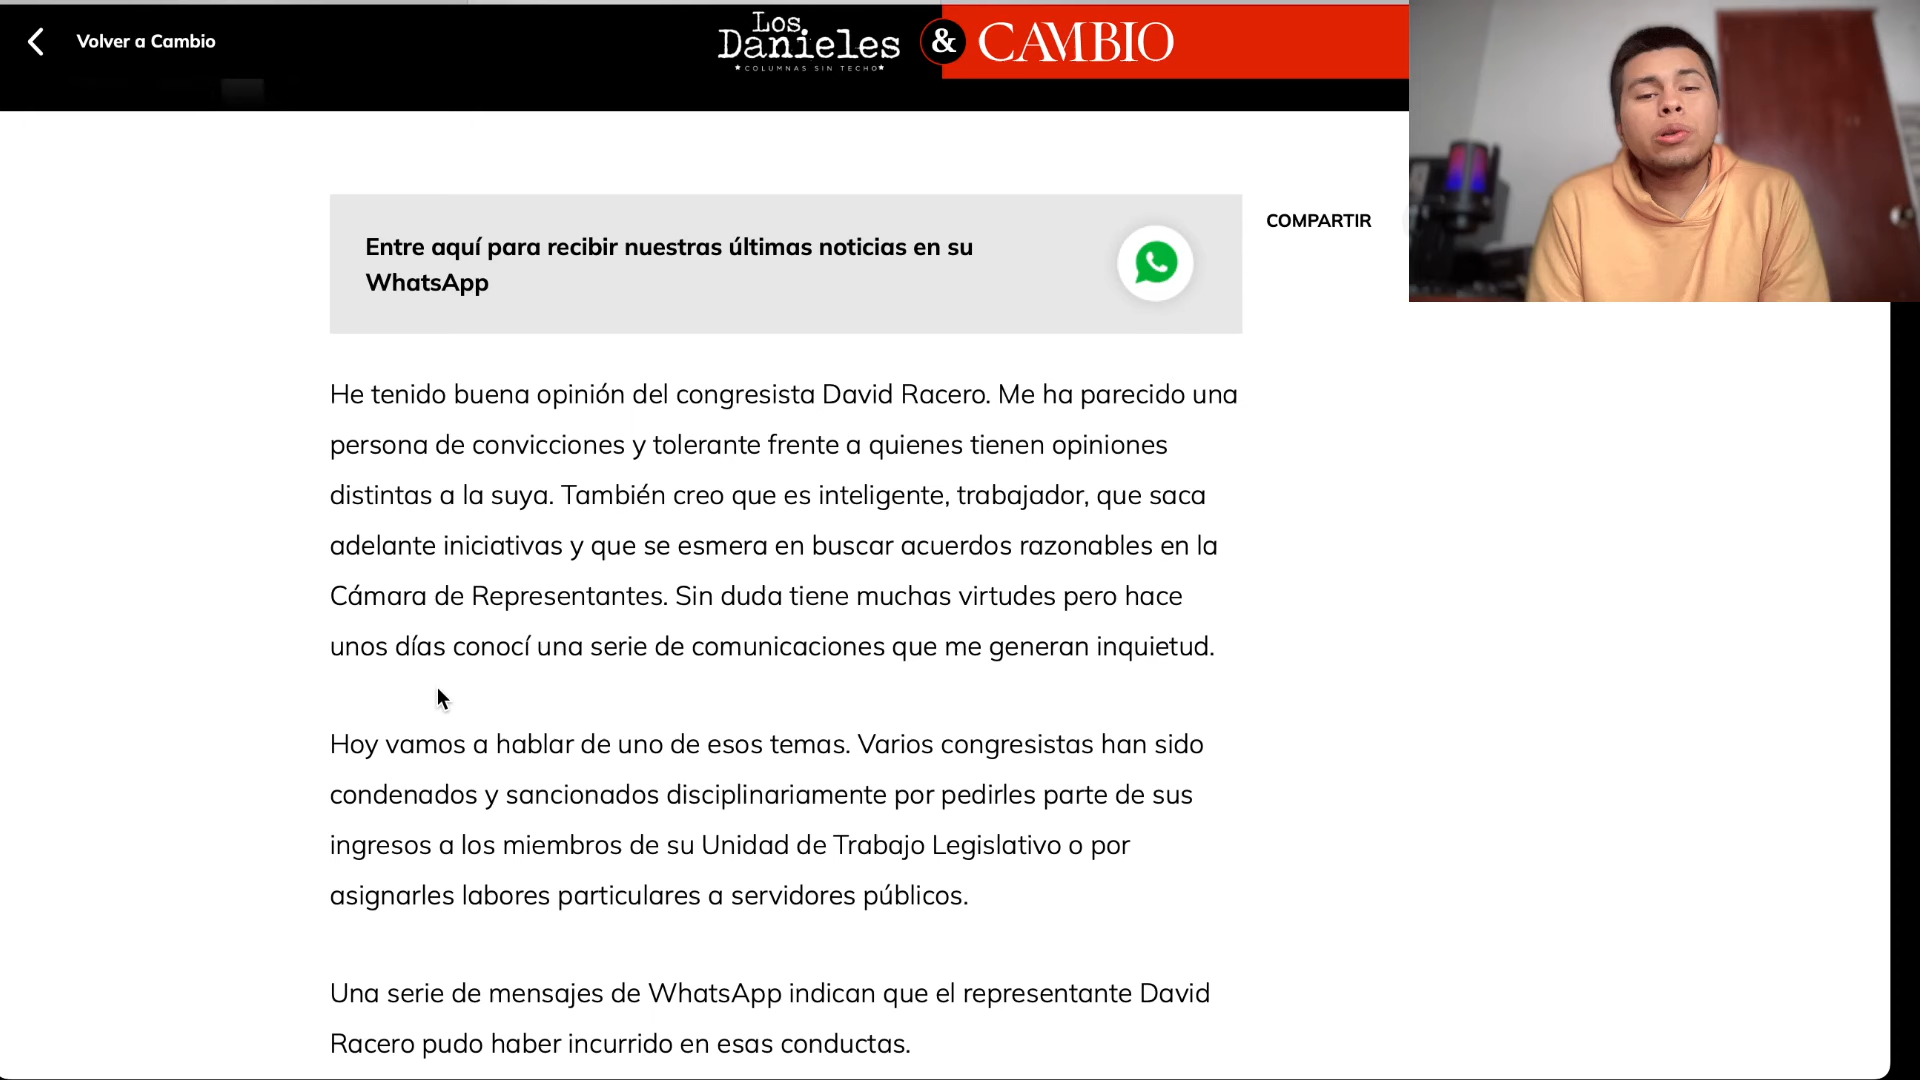 Volver a Cambio
Los
Danieles
COLUMNAS SIN TECHO
& CAMBIO
Entre aquí para recibir nuestras últimas noticias en su
WhatsApp
COMPARTIR
He tenido buena opinión del congresista David Racero. Me ha parecido una
persona de convicciones y tolerante frente a quienes tienen opiniones
distintas a la suya. También creo que es inteligente, trabajador, que saca
adelante iniciativas y que se esmera en buscar acuerdos razonables en la
Cámara de Representantes. Sin duda tiene muchas virtudes pero hace
unos días conocí una serie de comunicaciones que me generan inquietud.
Hoy vamos a hablar de uno de esos temas. Varios congresistas han sido
condenados y sancionados disciplinariamente por pedirles parte de sus
ingresos a los miembros de su Unidad de Trabajo Legislativo o por
asignarles labores particulares a servidores públicos.
Una serie de mensajes de WhatsApp indican que el representante David
Racero pudo haber incurrido en esas conductas.